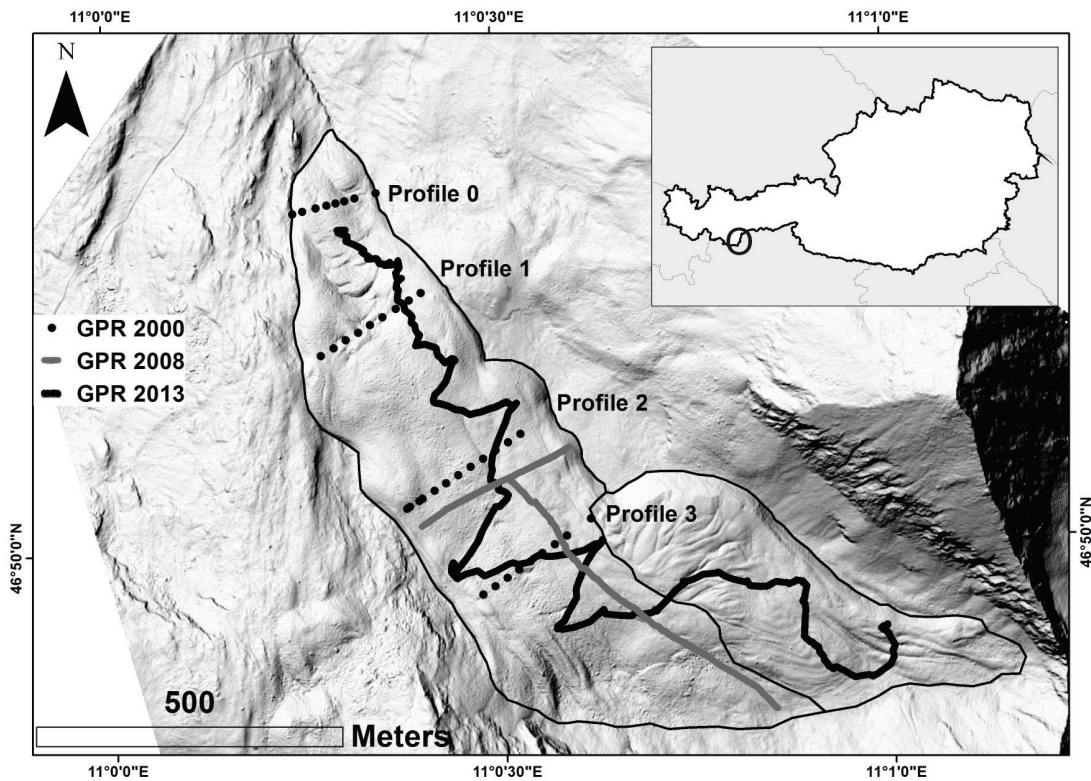 11°0'0"E
11°0'30"E
11°1'0"E
N
Profile 0
Profile 1
GPR 2000
GPR 2008
GPR 2013
Profile 2
Profile 3
46°50'0"N
46°50'0"N
500
Meters
11°0'0"E
11°0'30"E
11°1'0"E